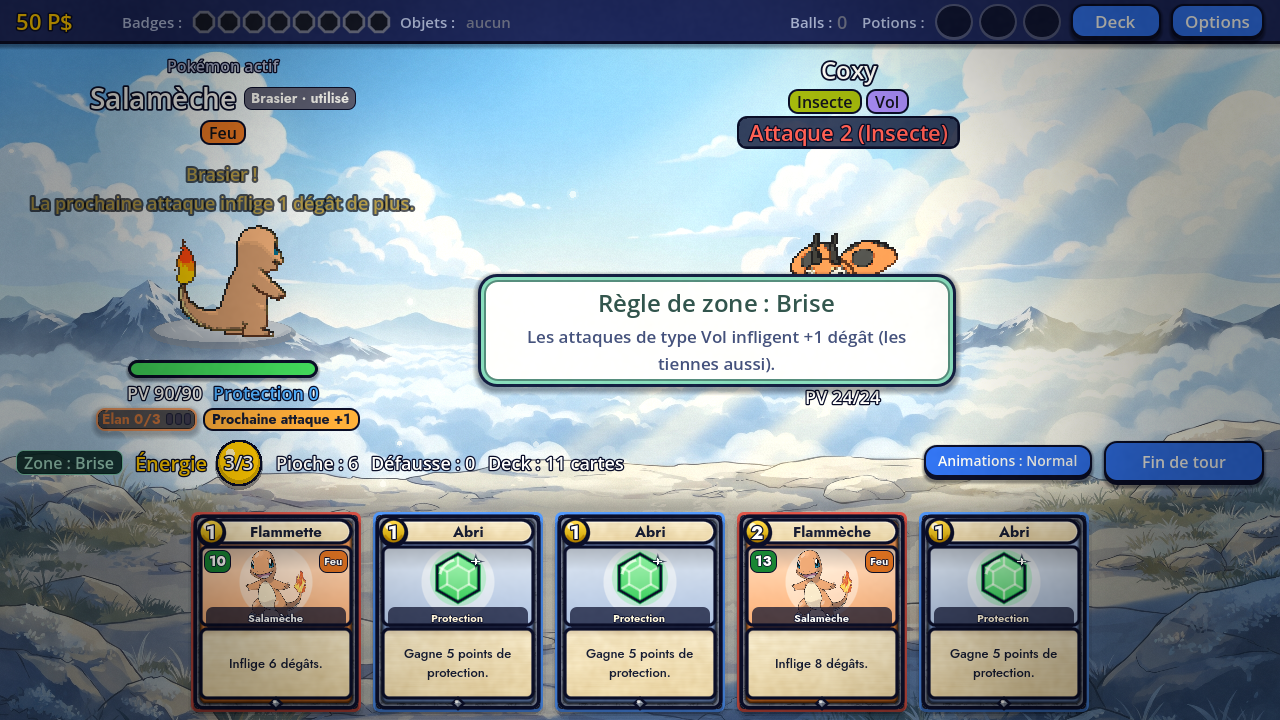 50 P$
Badges :
Objets : aucun
Balls : 0
Potions :
Deck
Options
Pokémon actif
Salamèche
Brasier · utilisé
Feu
Brasier !
La prochaine attaque inflige 1 dégât de plus.
Coxy
Insecte
Vol
Attaque 2 (Insecte)
Règle de zone : Brise
Les attaques de type Vol infligent +1 dégât (les
tiennes aussi).
PV 90/90
Protection 0
PV 24/24
Élan 0/3
Prochaine attaque +1
Zone : Brise
Énergie
3/3
Pioche : 6
Défausse : 0
Deck : 11 cartes
Animations : Normal
Fin de tour
1
Flammette
10
Feu
Salamèche
Inflige 6 dégâts.
1
Abri
Protection
Gagne 5 points de
protection.
1
Abri
Protection
Gagne 5 points de
protection.
2
Flammèche
13
Feu
Salamèche
Inflige 8 dégâts.
1
Abri
Protection
Gagne 5 points de
protection.